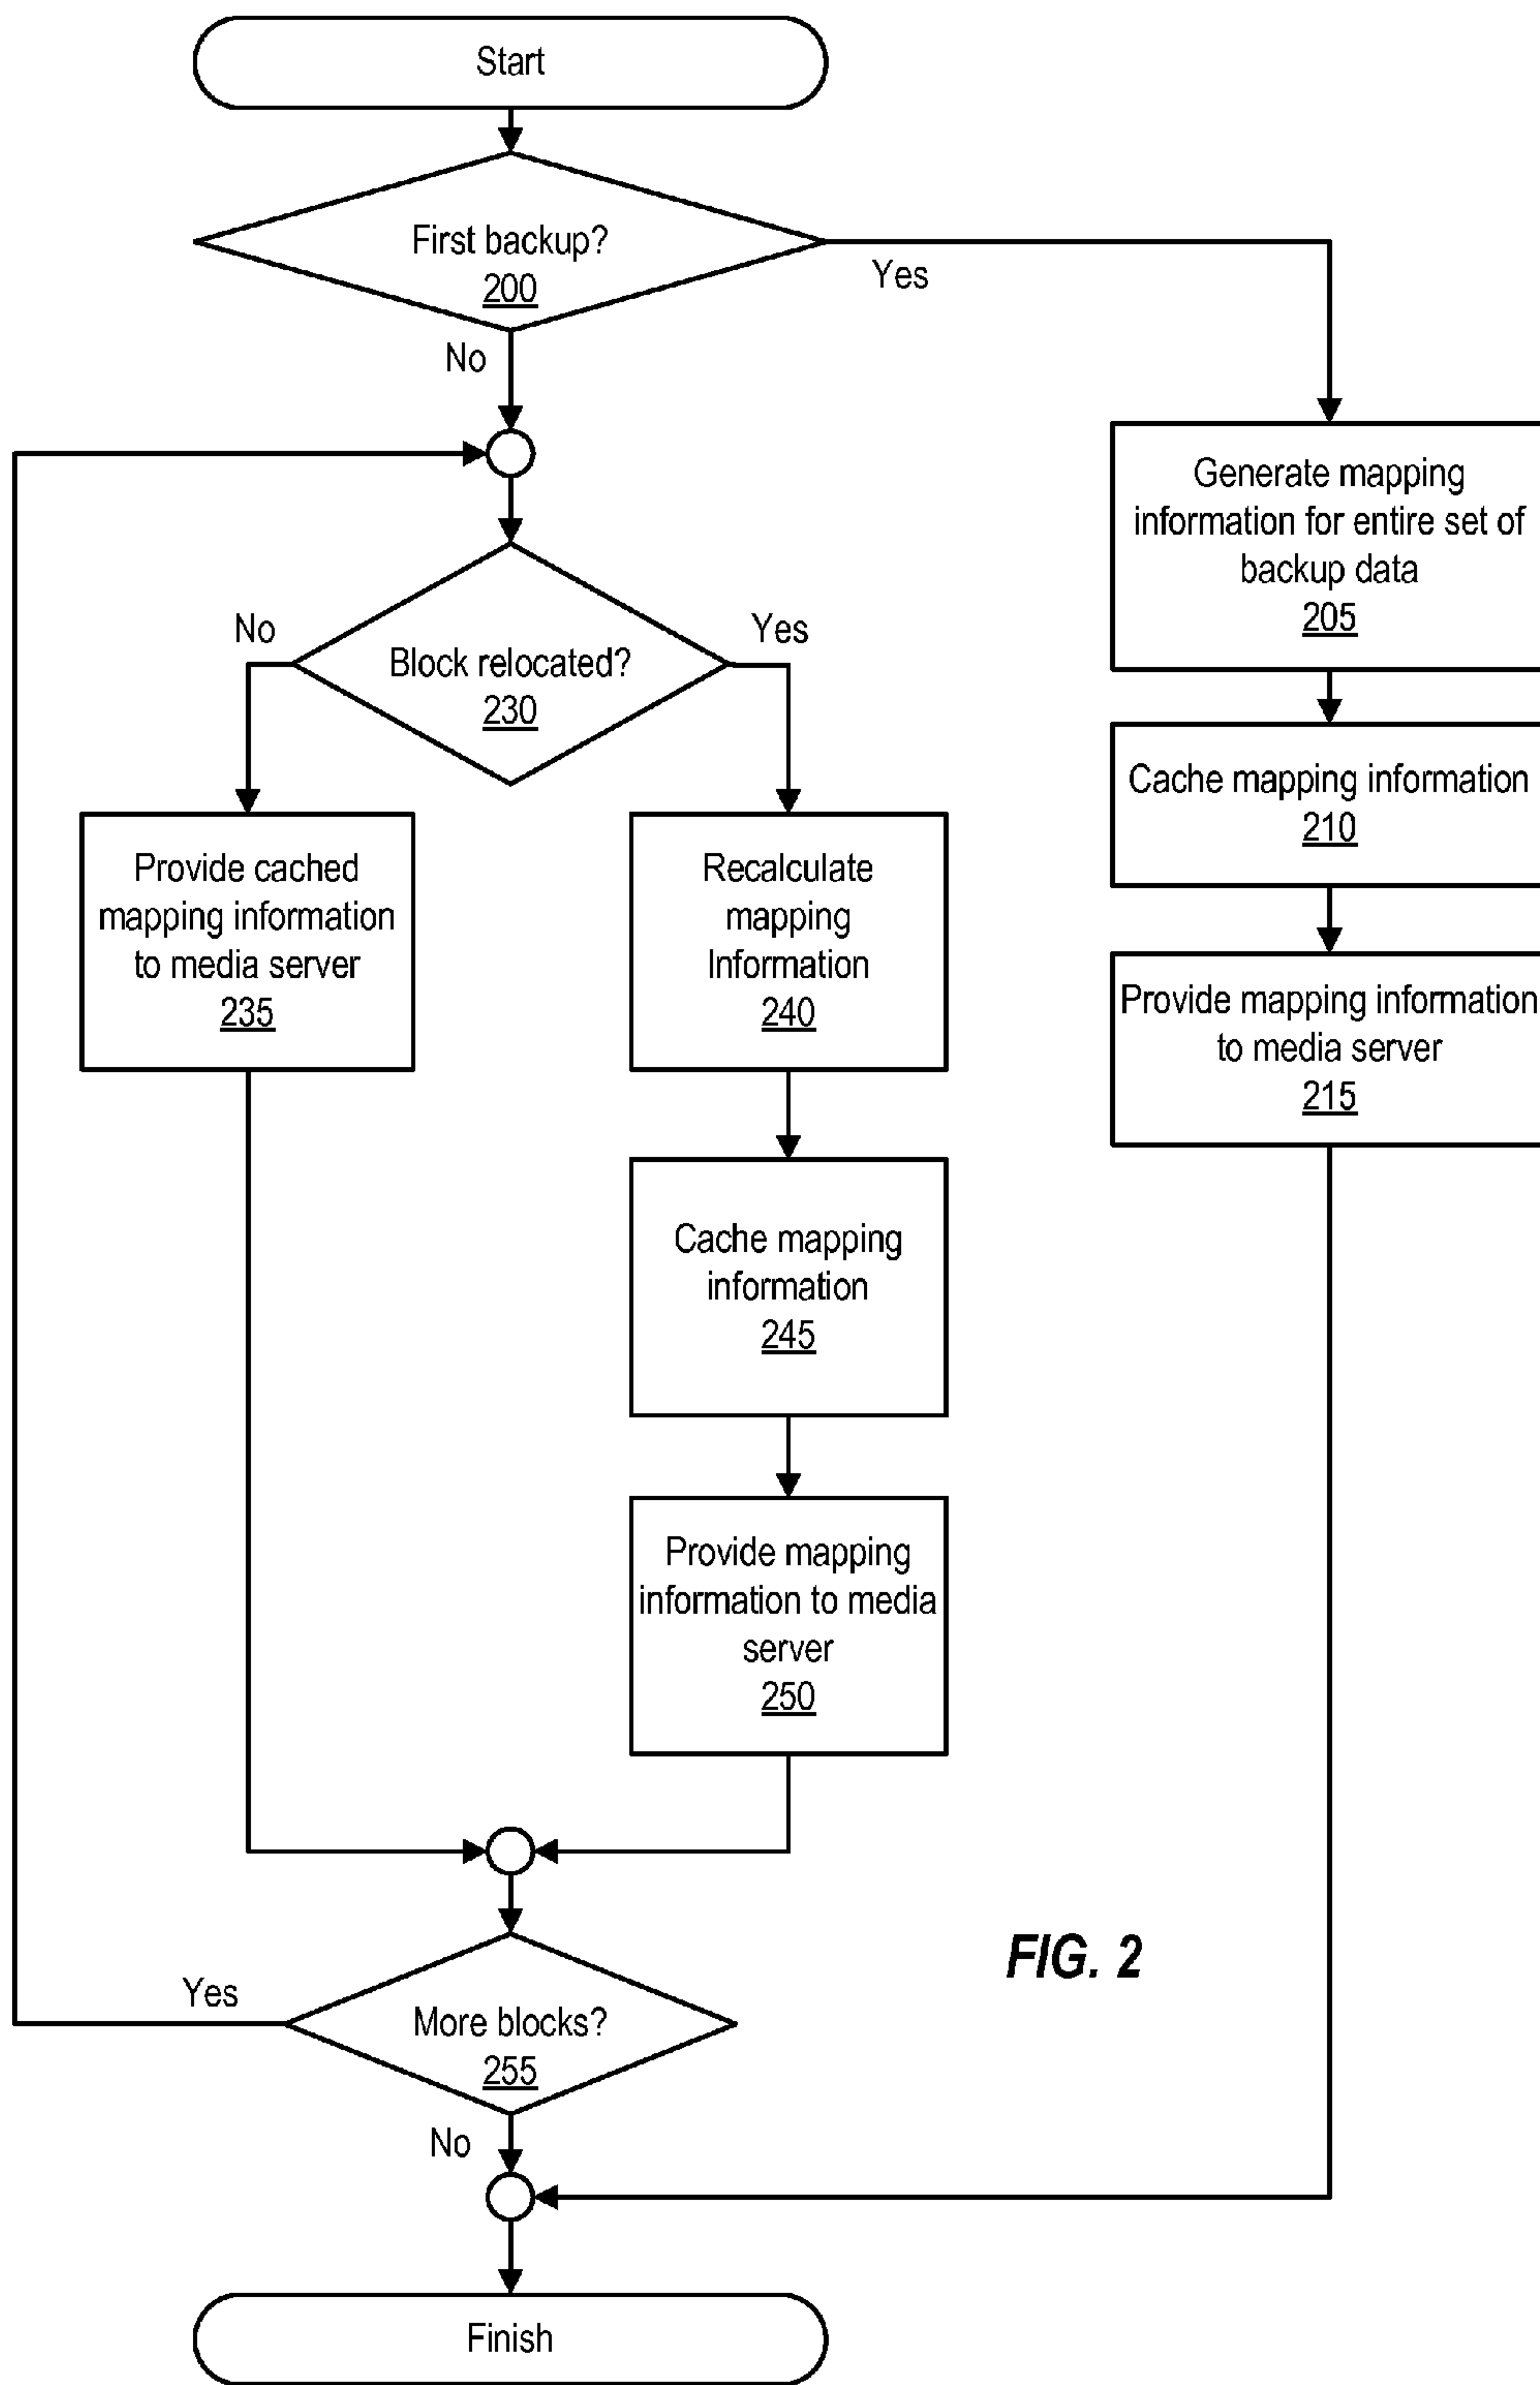 Start
First backup?
200
Yes
No
Generate mapping
information for entire set of
backup data
205
Cache mapping information
210
Provide mapping information
to media server
215
Block relocated?
230
No
Yes
Provide cached
mapping information
to media server
235
Recalculate
mapping
Information
240
Cache mapping
information
245
Provide mapping
information to media
server
250
More blocks?
255
Yes
No
Finish
FIG. 2